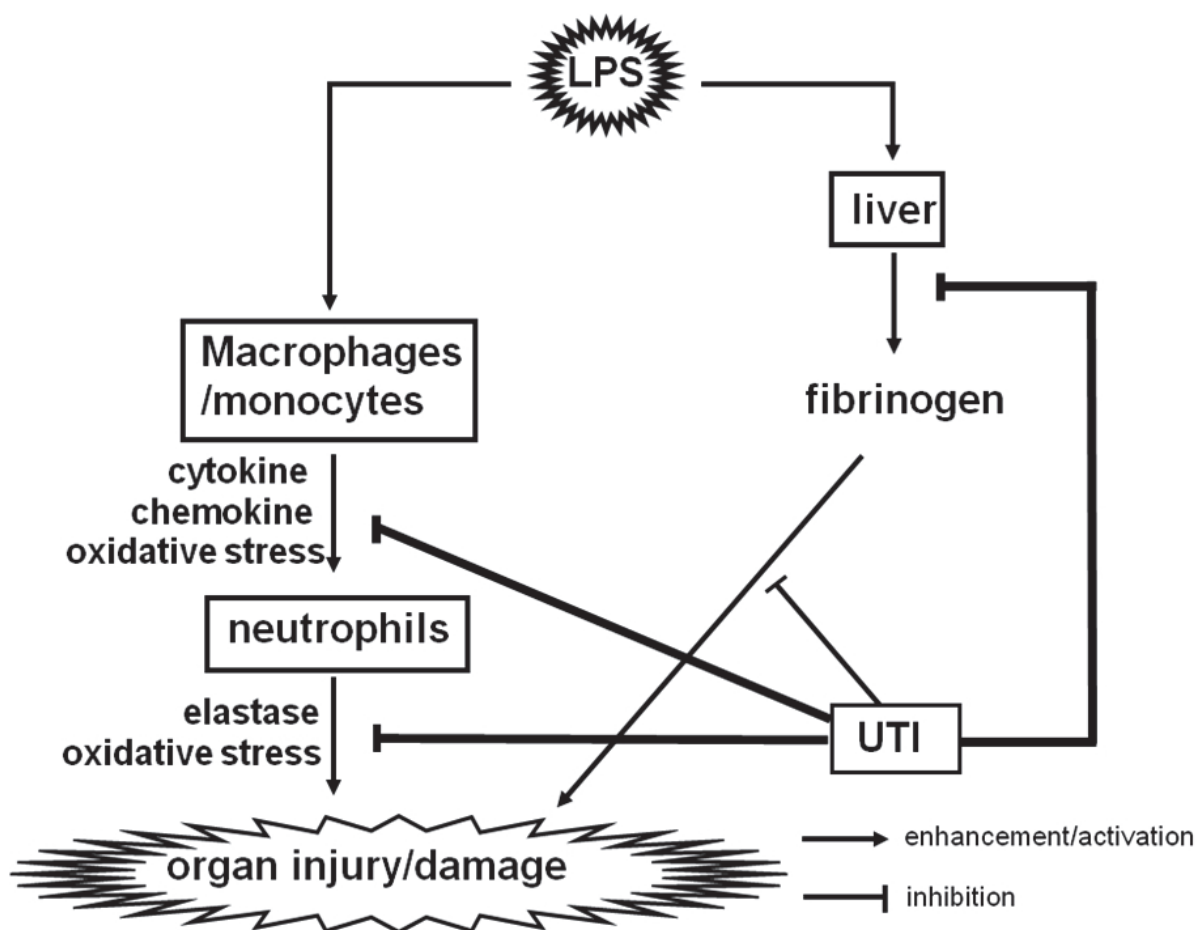 LPS
liver
Macrophages
/monocytes
fibrinogen
cytokine
chemokine
oxidative stress
neutrophils
elastase
oxidative stress
UTI
organ injury/damage
enhancement/activation
inhibition